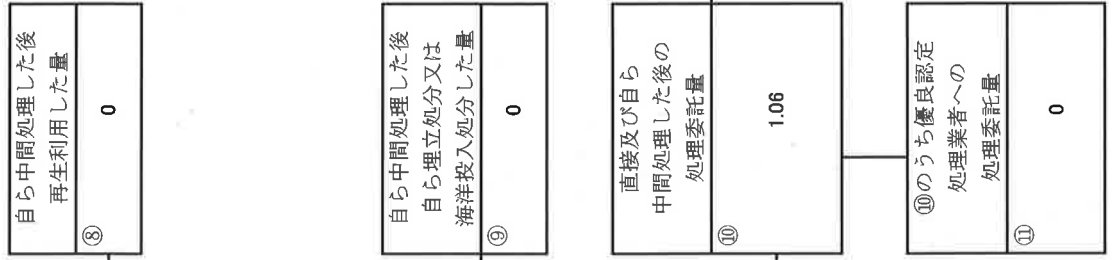 自ら中間処理した後
再生利用した量
⑧
0
自ら中間処理した後
自ら埋立処分又は
海洋投入処分した量
⑨
0
直接及び自ら
中間処理した後の
処理委託量
⑩
1.06
⑩のうち優良認定
処理業者への
処理委託量
⑪
0